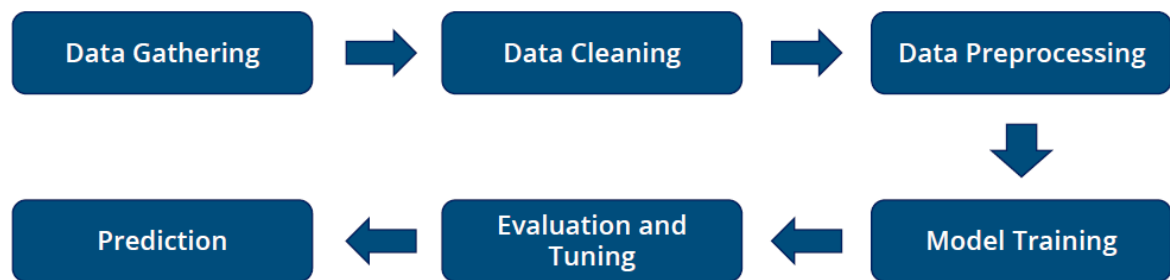 Data Gathering
Data Cleaning
Data Preprocessing
Model Training
Evaluation and
Tuning
Prediction